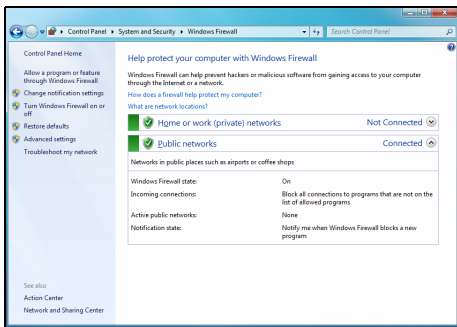 Control Panel ▸ System and Security ▸ Windows Firewall
Search Control Panel
Control Panel Home
Allow a program or feature
through Windows Firewall
Change notification settings
Turn Windows Firewall on or
off
Restore defaults
Advanced settings
Troubleshoot my network
See also
Action Center
Network and Sharing Center
Help protect your computer with Windows Firewall
Windows Firewall can help prevent hackers or malicious software from gaining access to your computer
through the Internet or a network.
How does a firewall help protect my computer?
What are network locations?
Home or work (private) networks Not Connected
Public networks Connected
Networks in public places such as airports or coffee shops
Windows Firewall state: On
Incoming connections: Block all connections to programs that are not on the
list of allowed programs
Active public networks: None
Notification state: Notify me when Windows Firewall blocks a new
program